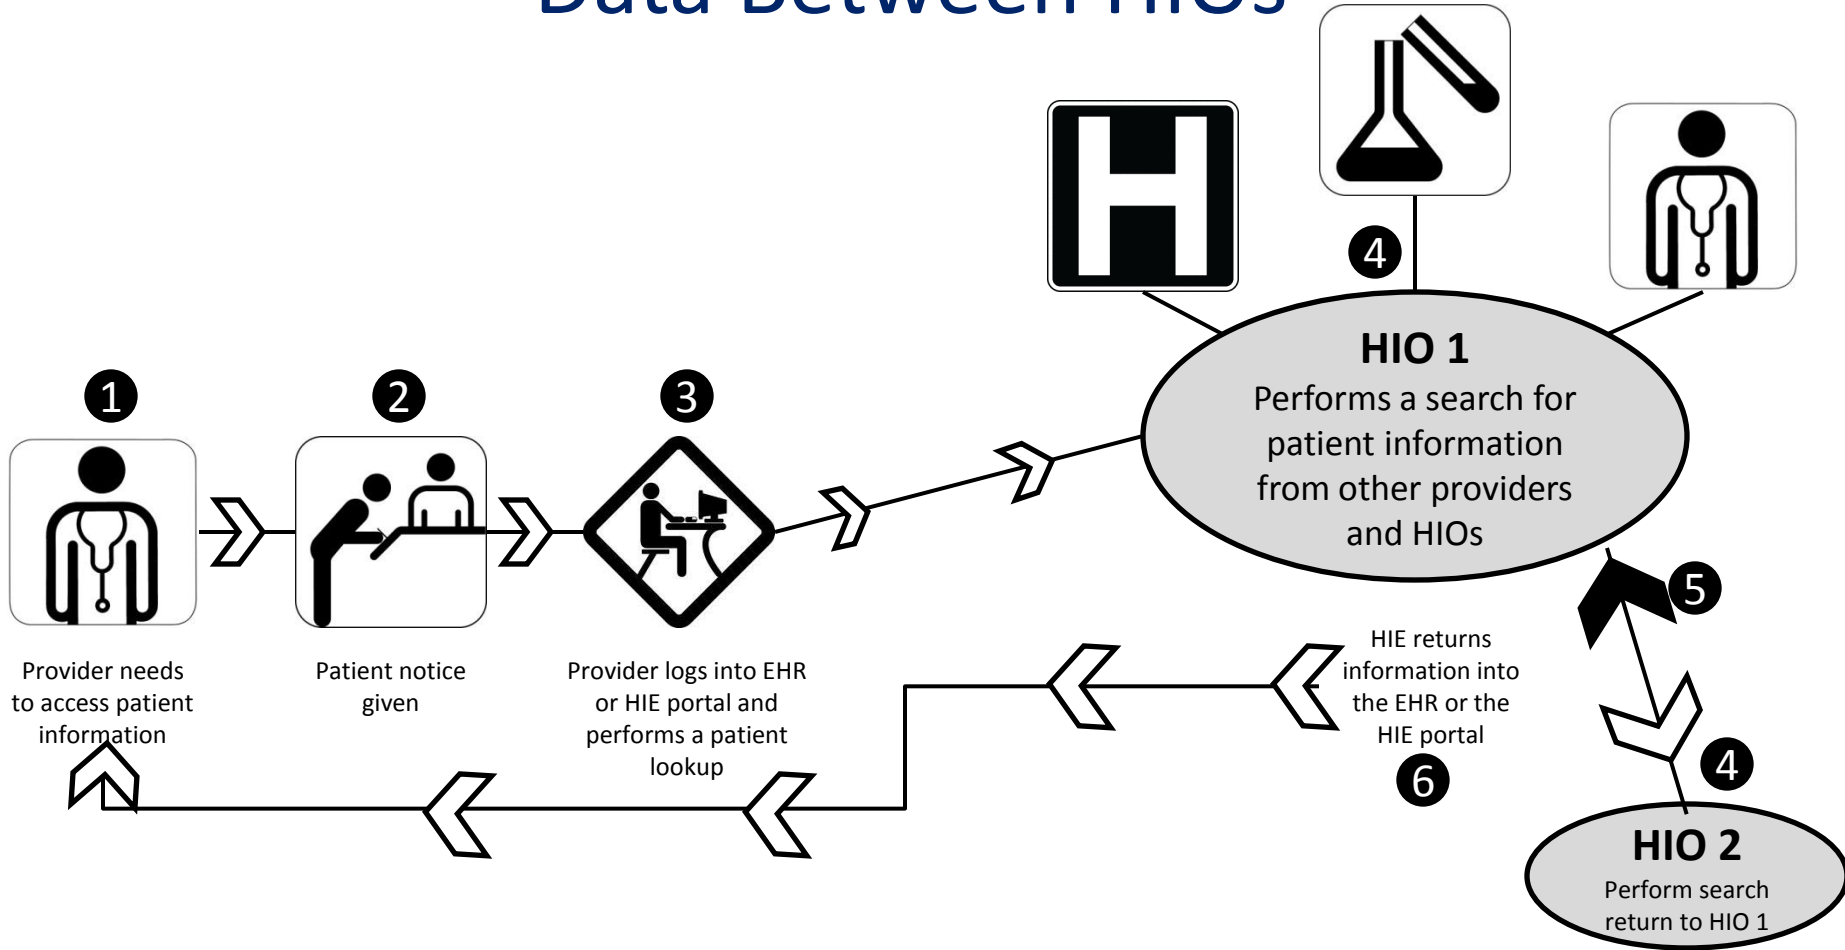 Data Between HIOs
H
4
HIO 1
Performs a search for
patient information
from other providers
and HIOs
1
2
3
Provider needs
to access patient
information
Patient notice
given
Provider logs into EHR
or HIE portal and
performs a patient
lookup
5
HIE returns
information into
the EHR or the
HIE portal
6
4
HIO 2
Perform search
return to HIO 1